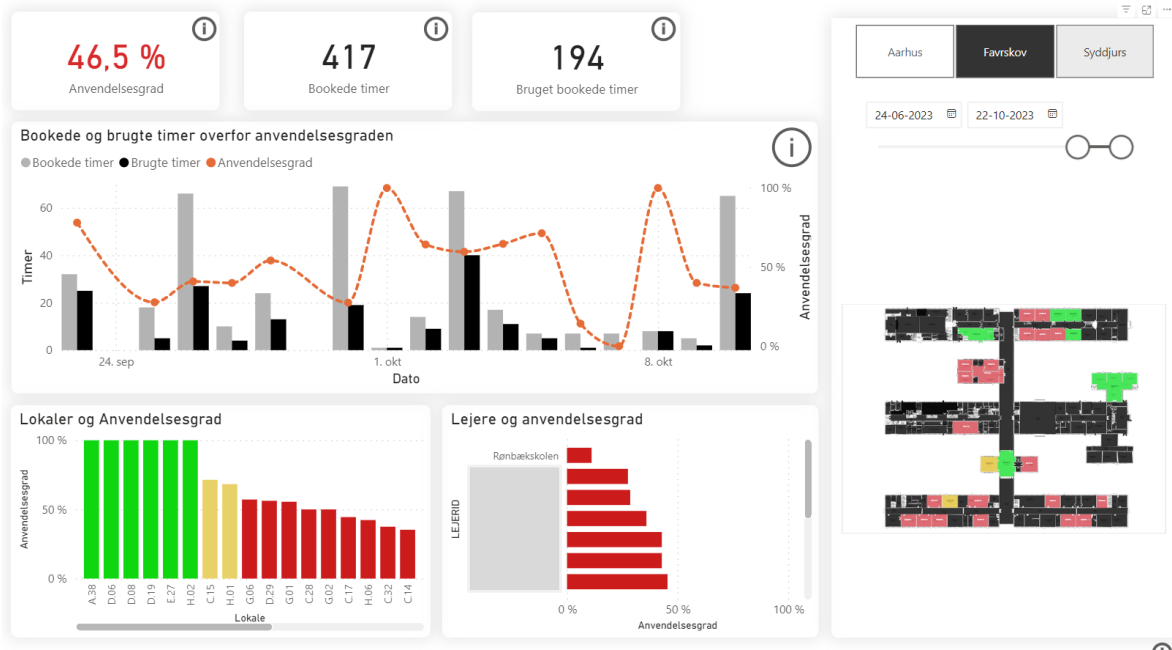 46,5 %
Anvendelsesgrad
417
Bookede timer
194
Bruget bookede timer
Aarhus
Favrskov
Syddjurs
24-06-2023
22-10-2023
Bookede og brugte timer overfor anvendelsesgraden
Bookede timer Brugte timer Anvendelsesgrad
Timer
60
40
20
0
100 %
50 %
0 %
Anvendelsesgrad
24. sep
1. okt
8. okt
Dato
Lokaler og Anvendelsesgrad
Anvendelsesgrad
100 %
50 %
0 %
A.38
D.06
D.08
D.19
E.27
H.02
C.15
H.01
G.06
D.29
G.01
C.28
G.02
C.17
H.06
C.32
C.14
Lokale
Lejere og anvendelsesgrad
LEJERID
Rønbækskolen
0 %
50 %
100 %
Anvendelsesgrad